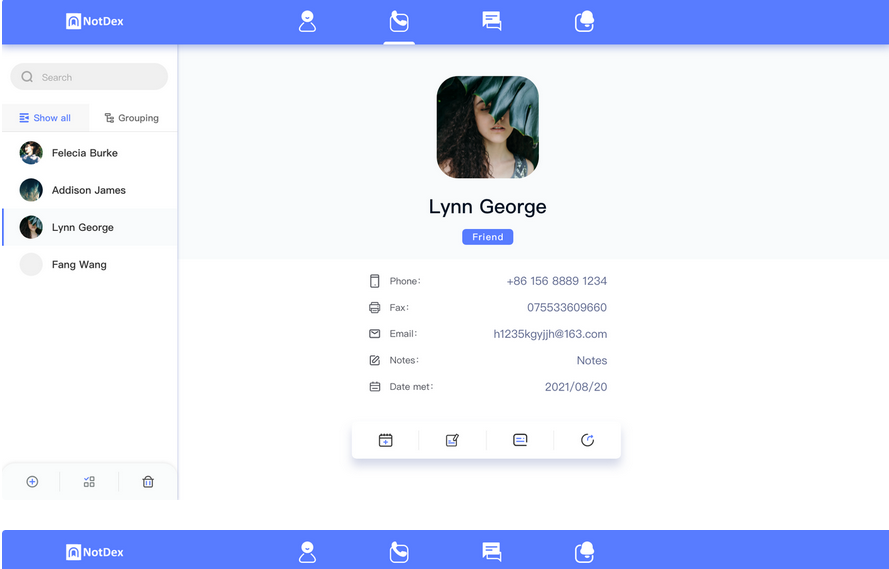 NotDex
Search
Show all
Grouping
Felecia Burke
Addison James
Lynn George
Fang Wang
Lynn George
Friend
Phone: +86 156 8889 1234
Fax: 075533609660
Email: h1235kgyjjh@163.com
Notes: Notes
Date met: 2021/08/20
NotDex